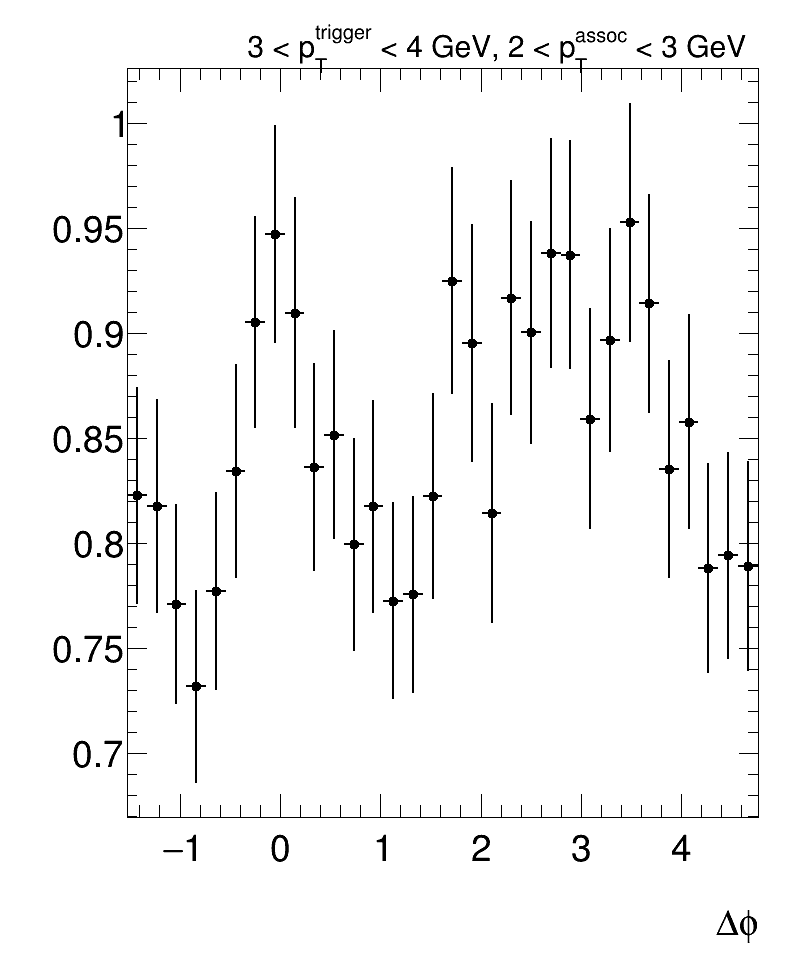 3 < p_T^trigger < 4 GeV, 2 < p_T^assoc < 3 GeV
1
0.95
0.9
0.85
0.8
0.75
0.7
−1 0 1 2 3 4
Δϕ